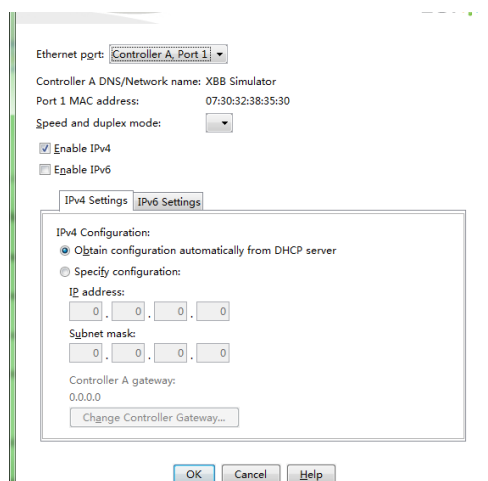 Ethernet port: Controller A, Port 1
Controller A DNS/Network name: XBB Simulator
Port 1 MAC address: 07:30:32:38:35:30
Speed and duplex mode:
Enable IPv4
Enable IPv6
IPv4 Settings IPv6 Settings
IPv4 Configuration:
Obtain configuration automatically from DHCP server
Specify configuration:
IP address:
0 . 0 . 0 . 0
Subnet mask:
0 . 0 . 0 . 0
Controller A gateway:
0.0.0.0
Change Controller Gateway...
OK Cancel Help